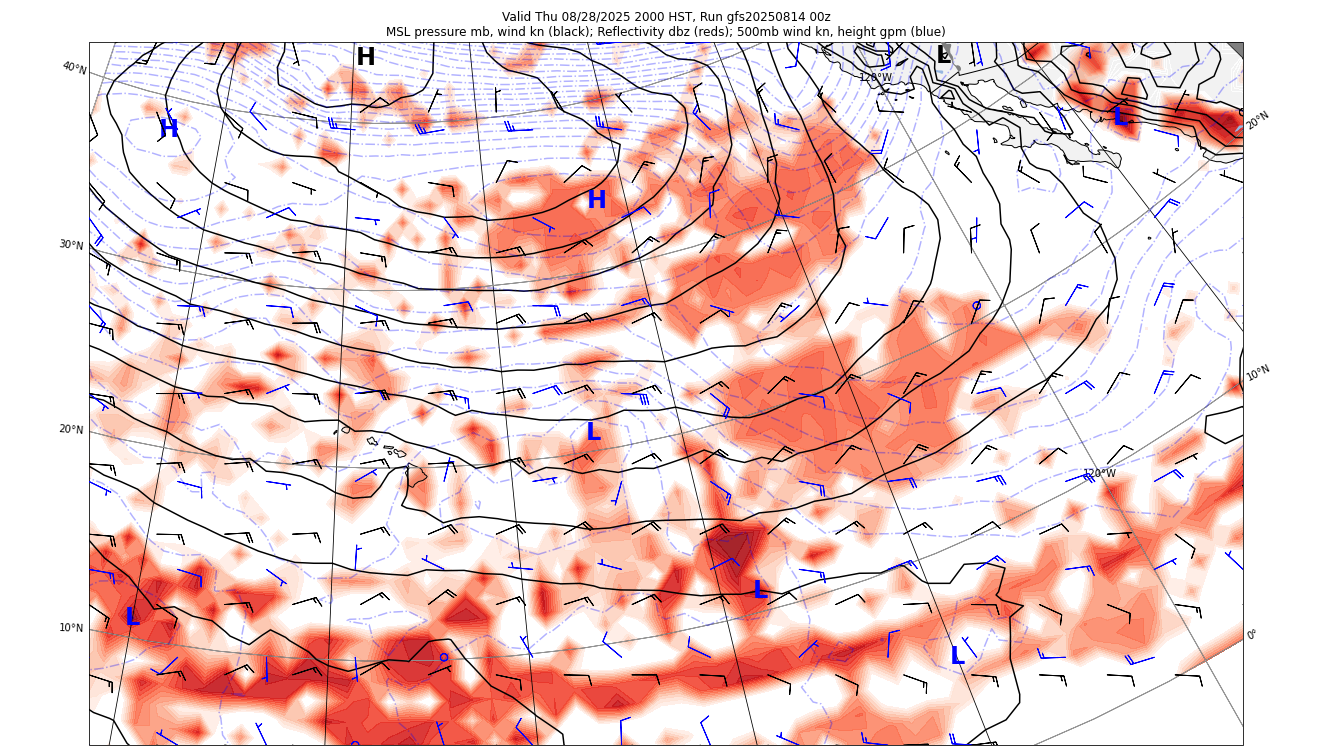 Valid Thu 08/28/2025 2000 HST, Run gfs20250814 00z
MSL pressure mb, wind kn (black); Reflectivity dbz (reds); 500mb wind kn, height gpm (blue)
H
L
40°N
120°W
H
L
20°N
H
30°N
10°N
20°N
L
120°W
L
L
10°N
0°
L